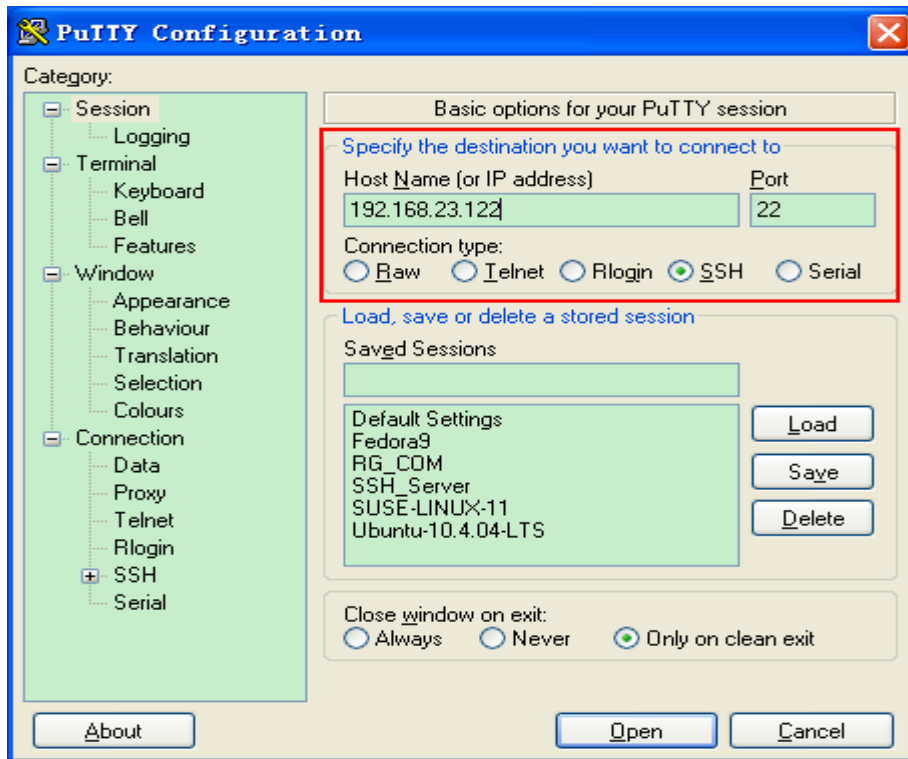 PuTTY Configuration
Category:
Session
Logging
Terminal
Keyboard
Bell
Features
Window
Appearance
Behaviour
Translation
Selection
Colours
Connection
Data
Proxy
Telnet
Rlogin
SSH
Serial
Basic options for your PuTTY session
Specify the destination you want to connect to
Host Name (or IP address) Port
192.168.23.122 22
Connection type:
Raw Telnet Rlogin SSH Serial
Load, save or delete a stored session
Saved Sessions
Default Settings
Fedora9
RG_COM
SSH_Server
SUSE-LINUX-11
Ubuntu-10.4.04-LTS
Load
Save
Delete
Close window on exit:
Always Never Only on clean exit
About Open Cancel